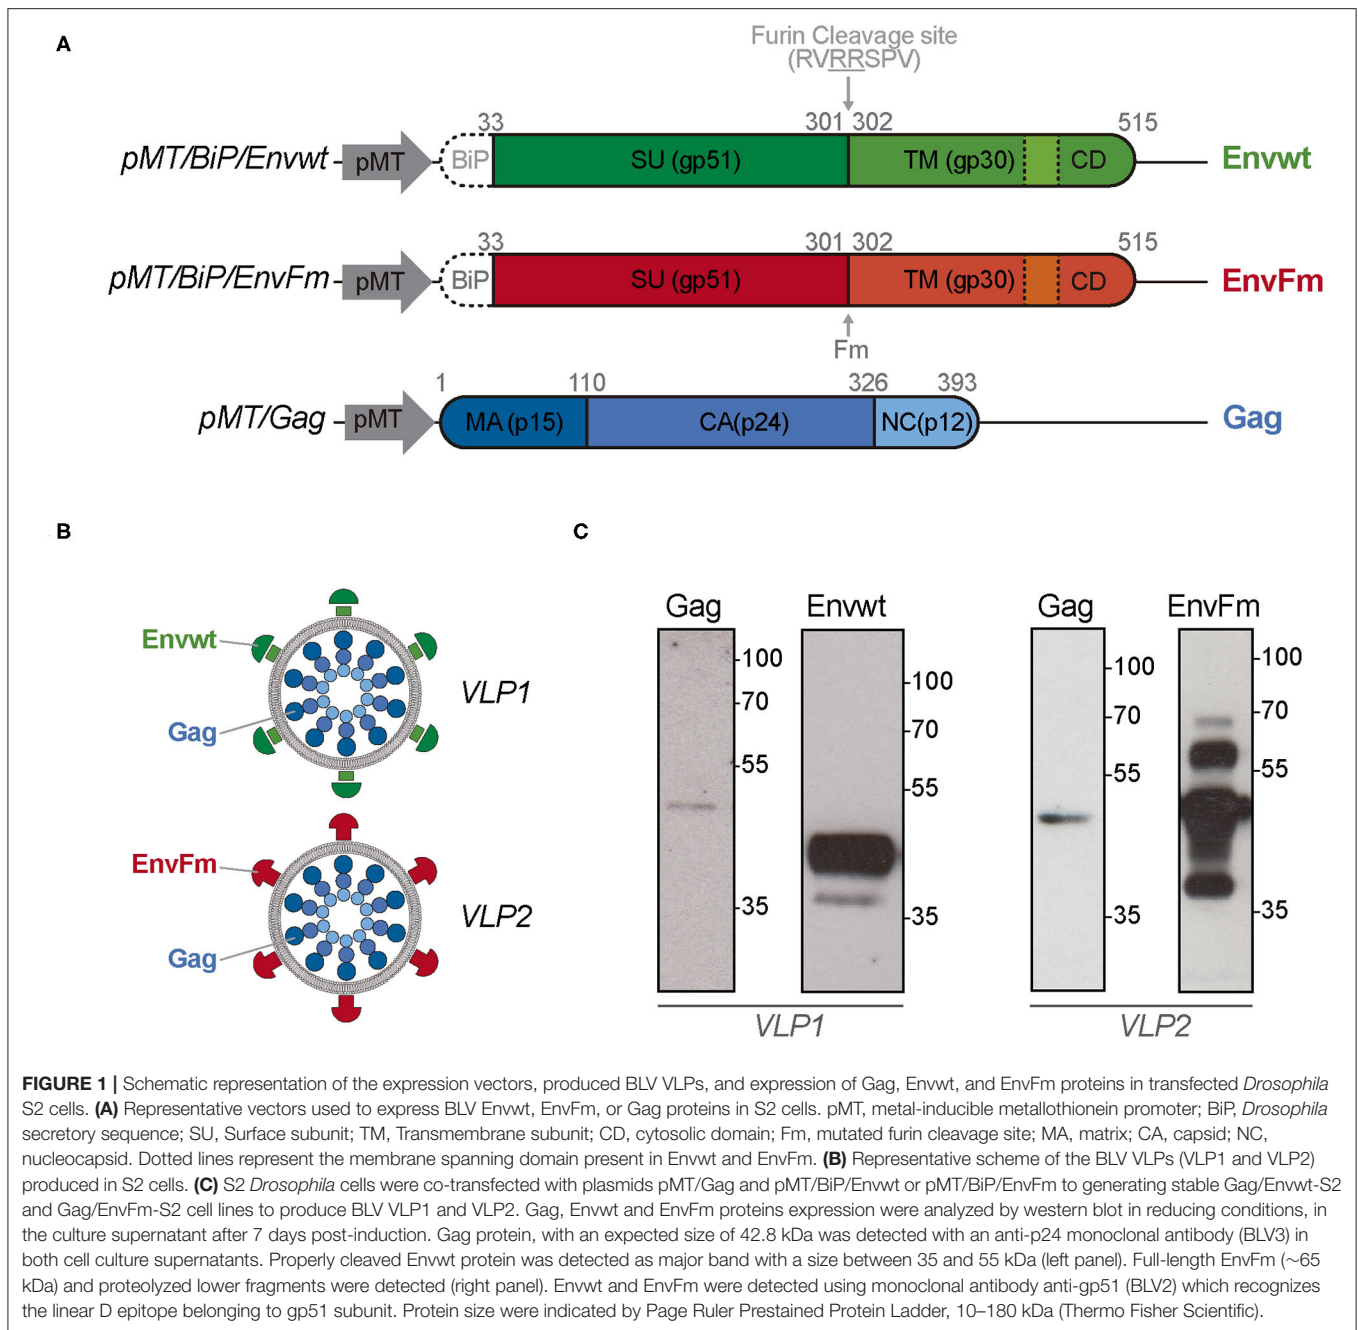 A
Furin Cleavage site
(RVRRSPV)
33 301 302 515
pMT/BiP/Envwt pMT BiP SU (gp51) TM (gp30) CD Envwt
33 301 302 515
pMT/BiP/EnvFm pMT BiP SU (gp51) TM (gp30) CD EnvFm
Fm
1 110 326 393
pMT/Gag pMT MA (p15) CA(p24) NC(p12) Gag
B
Envwt
VLP1
Gag
EnvFm
VLP2
Gag
C
Gag Envwt Gag EnvFm
-100 -100 -100 -100
-70 -70 -70 -70
-55 -55 -55 -55
-35 -35 -35 -35
VLP1 VLP2
FIGURE 1 | Schematic representation of the expression vectors, produced BLV VLPs, and expression of Gag, Envwt, and EnvFm proteins in transfected Drosophila
S2 cells. (A) Representative vectors used to express BLV Envwt, EnvFm, or Gag proteins in S2 cells. pMT, metal-inducible metallothionein promoter; BiP, Drosophila
secretory sequence; SU, Surface subunit; TM, Transmembrane subunit; CD, cytosolic domain; Fm, mutated furin cleavage site; MA, matrix; CA, capsid; NC,
nucleocapsid. Dotted lines represent the membrane spanning domain present in Envwt and EnvFm. (B) Representative scheme of the BLV VLPs (VLP1 and VLP2)
produced in S2 cells. (C) S2 Drosophila cells were co-transfected with plasmids pMT/Gag and pMT/BiP/Envwt or pMT/BiP/EnvFm to generating stable Gag/Envwt-S2
and Gag/EnvFm-S2 cell lines to produce BLV VLP1 and VLP2. Gag, Envwt and EnvFm proteins expression were analyzed by western blot in reducing conditions, in
the culture supernatant after 7 days post-induction. Gag protein, with an expected size of 42.8 kDa was detected with an anti-p24 monoclonal antibody (BLV3) in
both cell culture supernatants. Properly cleaved Envwt protein was detected as major band with a size between 35 and 55 kDa (left panel). Full-length EnvFm (~65
kDa) and proteolyzed lower fragments were detected (right panel). Envwt and EnvFm were detected using monoclonal antibody anti-gp51 (BLV2) which recognizes
the linear D epitope belonging to gp51 subunit. Protein size were indicated by Page Ruler Prestained Protein Ladder, 10–180 kDa (Thermo Fisher Scientific).